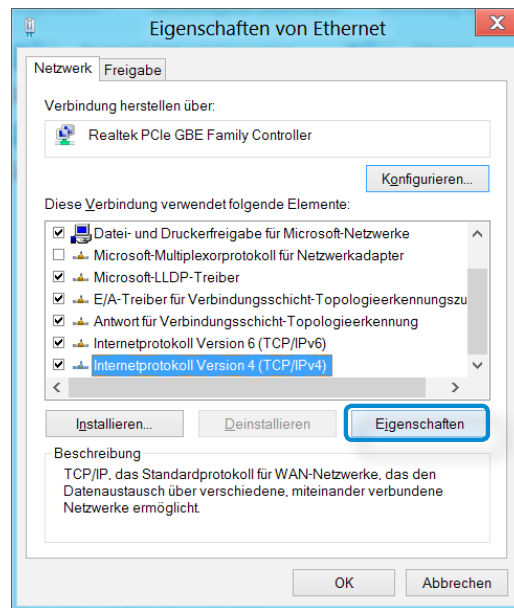 Eigenschaften von Ethernet
Netzwerk Freigabe
Verbindung herstellen über:
Realtek PCIe GBE Family Controller
Konfigurieren...
Diese Verbindung verwendet folgende Elemente:
Datei- und Druckerfreigabe für Microsoft-Netzwerke
Microsoft-Multiplexorprotokoll für Netzwerkadapter
Microsoft-LLDP-Treiber
E/A-Treiber für Verbindungsschicht-Topologieerkennungszu
Antwort für Verbindungsschicht-Topologieerkennung
Internetprotokoll Version 6 (TCP/IPv6)
Internetprotokoll Version 4 (TCP/IPv4)
Installieren... Deinstallieren Eigenschaften
Beschreibung
TCP/IP, das Standardprotokoll für WAN-Netzwerke, das den
Datenaustausch über verschiedene, miteinander verbundene
Netzwerke ermöglicht.
OK Abbrechen